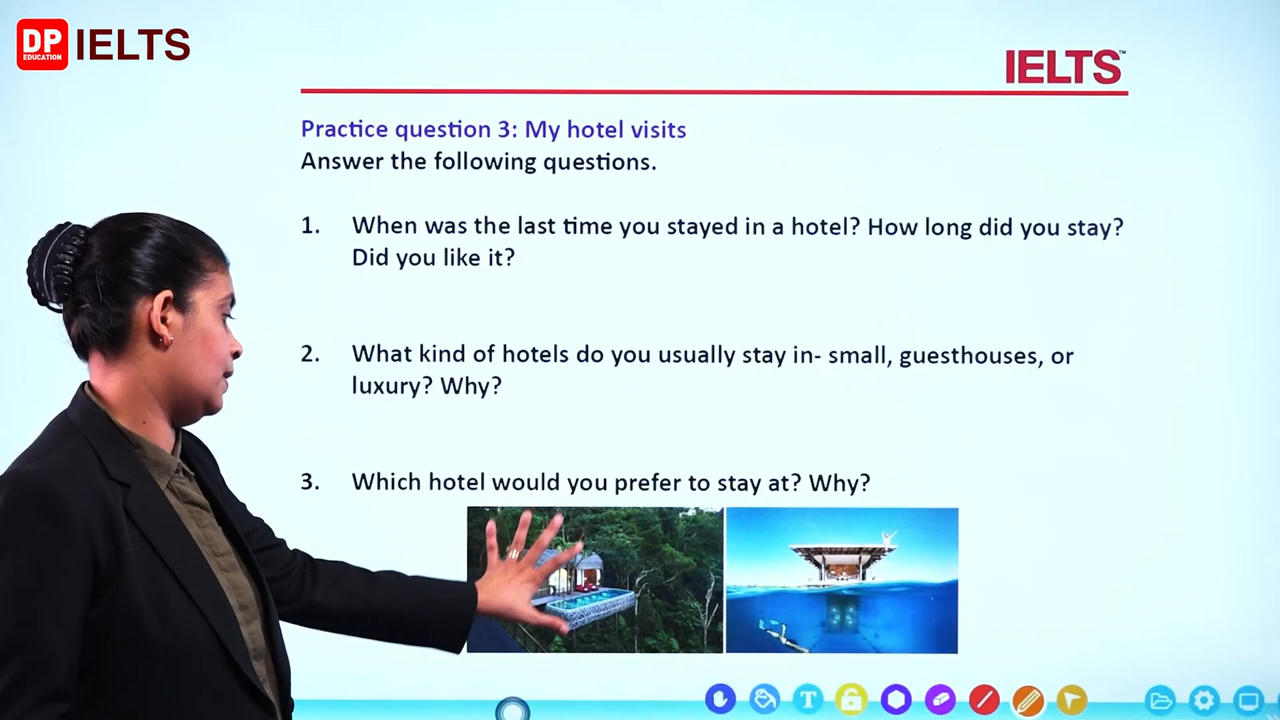 DP
EDUCATION
IELTS
IELTS™
Practice question 3: My hotel visits
Answer the following questions.
1. When was the last time you stayed in a hotel? How long did you stay?
Did you like it?
2. What kind of hotels do you usually stay in- small, guesthouses, or
luxury? Why?
3. Which hotel would you prefer to stay at? Why?
T